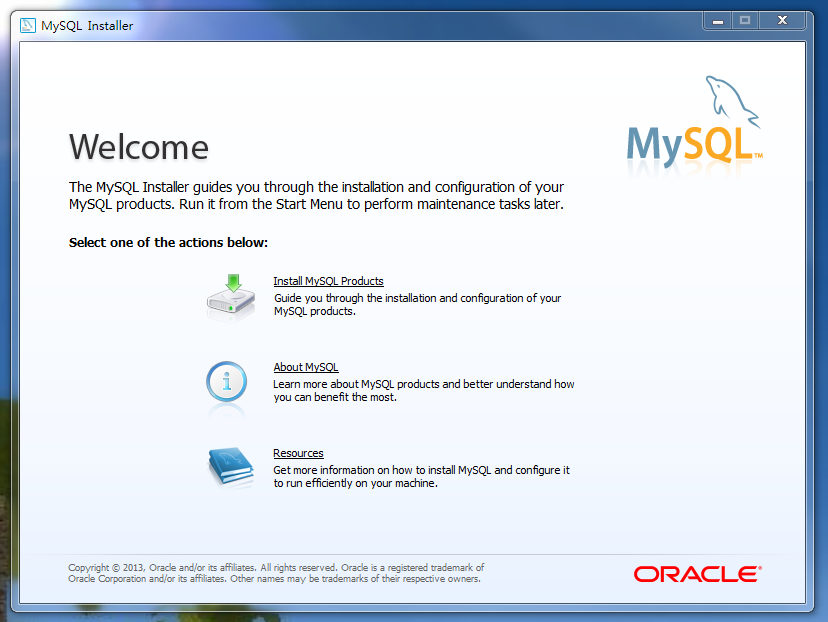 MySQL Installer
MySQL™
Welcome
The MySQL Installer guides you through the installation and configuration of your
MySQL products. Run it from the Start Menu to perform maintenance tasks later.
Select one of the actions below:
Install MySQL Products
Guide you through the installation and configuration of your
MySQL products.
About MySQL
Learn more about MySQL products and better understand how
you can benefit the most.
Resources
Get more information on how to install MySQL and configure it
to run efficiently on your machine.
Copyright © 2013, Oracle and/or its affiliates. All rights reserved. Oracle is a registered trademark of
Oracle Corporation and/or its affiliates. Other names may be trademarks of their respective owners.
ORACLE®